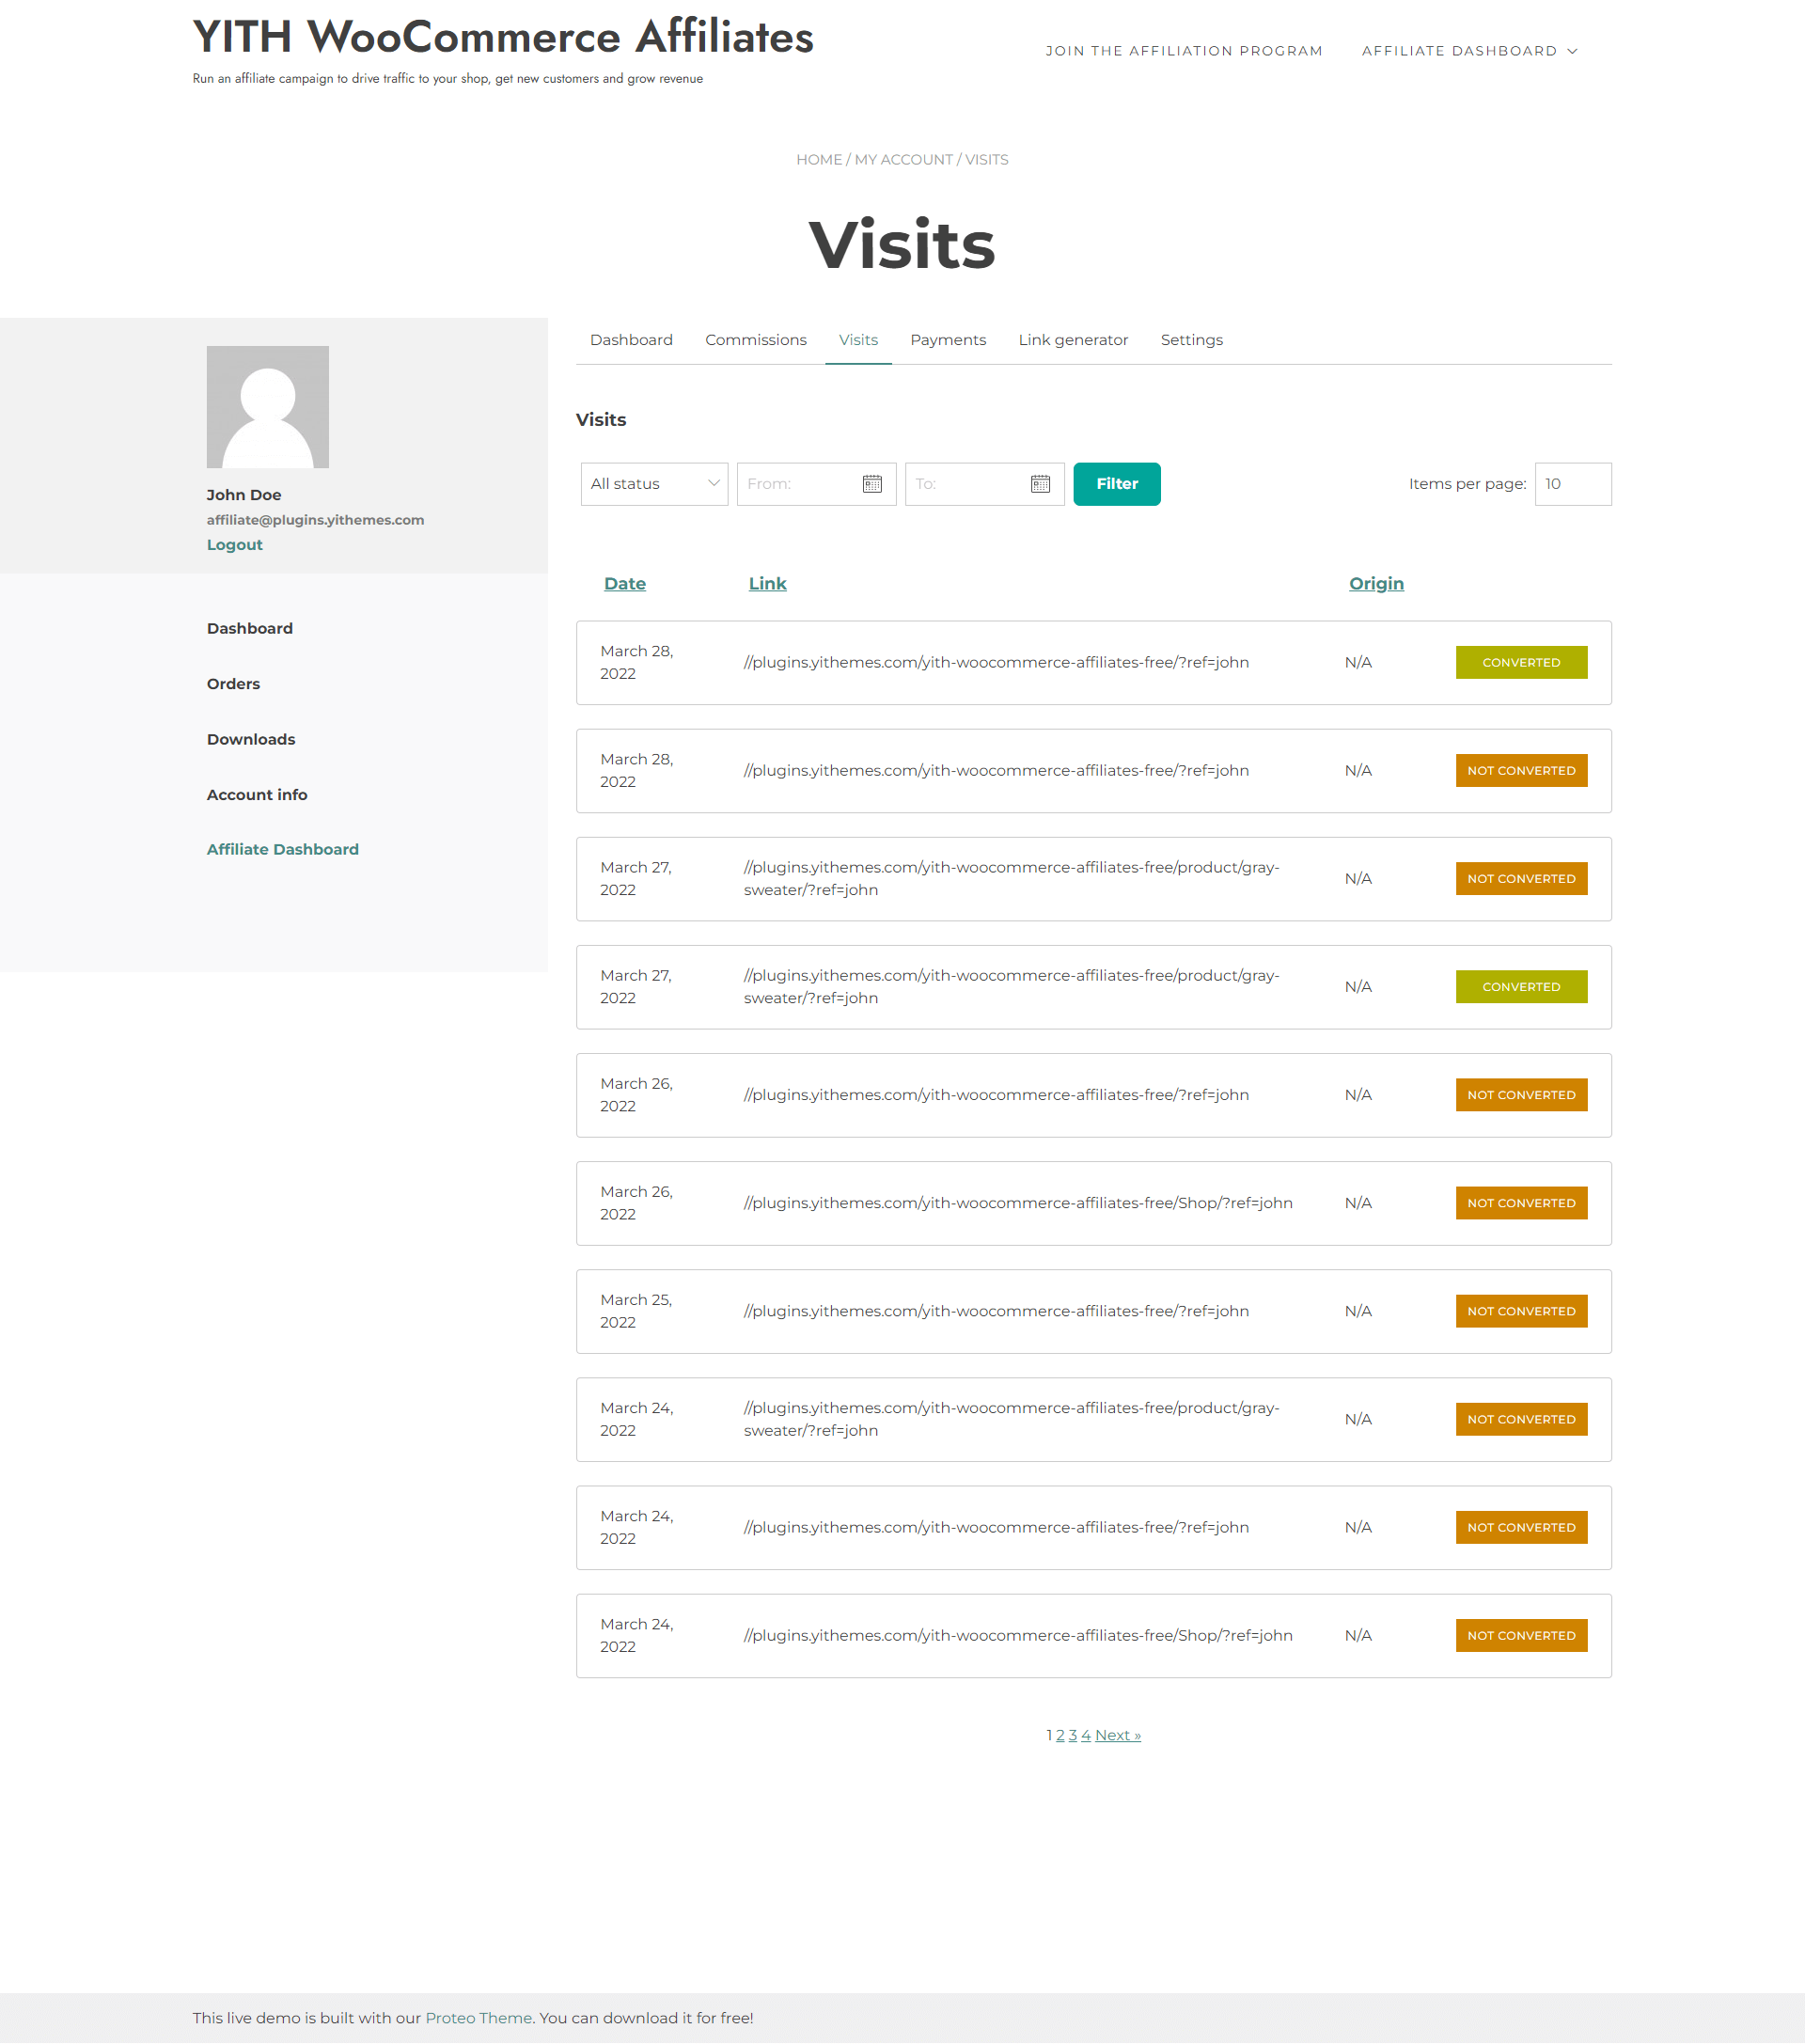 YITH WooCommerce Affiliates
Run an affiliate campaign to drive traffic to your shop, get new customers and grow revenue
JOIN THE AFFILIATION PROGRAM
AFFILIATE DASHBOARD
HOME / MY ACCOUNT / VISITS
Visits
John Doe
affiliate@plugins.yithemes.com
Logout
Dashboard
Orders
Downloads
Account info
Affiliate Dashboard
Dashboard Commissions Visits Payments Link generator Settings
Visits
All status From: To: Filter Items per page: 10
Date Link Origin
March 28,
2022
//plugins.yithemes.com/yith-woocommerce-affiliates-free/?ref=john
N/A
CONVERTED
March 28,
2022
//plugins.yithemes.com/yith-woocommerce-affiliates-free/?ref=john
N/A
NOT CONVERTED
March 27,
2022
//plugins.yithemes.com/yith-woocommerce-affiliates-free/product/gray-
sweater/?ref=john
N/A
NOT CONVERTED
March 27,
2022
//plugins.yithemes.com/yith-woocommerce-affiliates-free/product/gray-
sweater/?ref=john
N/A
CONVERTED
March 26,
2022
//plugins.yithemes.com/yith-woocommerce-affiliates-free/?ref=john
N/A
NOT CONVERTED
March 26,
2022
//plugins.yithemes.com/yith-woocommerce-affiliates-free/Shop/?ref=john
N/A
NOT CONVERTED
March 25,
2022
//plugins.yithemes.com/yith-woocommerce-affiliates-free/?ref=john
N/A
NOT CONVERTED
March 24,
2022
//plugins.yithemes.com/yith-woocommerce-affiliates-free/product/gray-
sweater/?ref=john
N/A
NOT CONVERTED
March 24,
2022
//plugins.yithemes.com/yith-woocommerce-affiliates-free/?ref=john
N/A
NOT CONVERTED
March 24,
2022
//plugins.yithemes.com/yith-woocommerce-affiliates-free/Shop/?ref=john
N/A
NOT CONVERTED
1 2 3 4 Next »
This live demo is built with our Proteo Theme. You can download it for free!